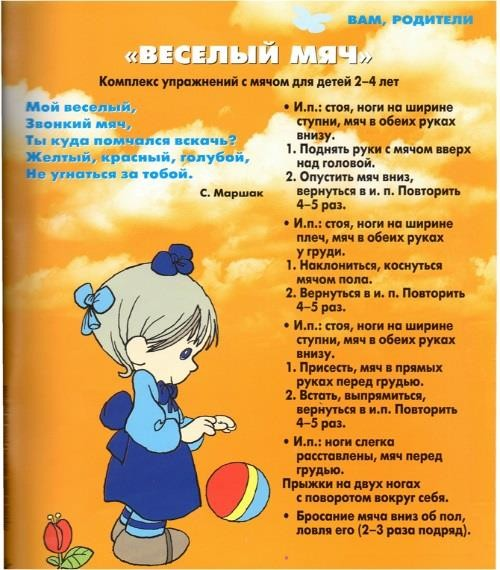 ВАМ, РОДИТЕЛИ
«ВЕСЕЛЫЙ МЯЧ»
Комплекс упражнений с мячом для детей 2–4 лет
Мой веселый,
Звонкий мяч,
Ты куда помчался вскачь?
Желтый, красный, голубой,
Не угнаться за тобой.
С. Маршак
• И.п.: стоя, ноги на ширине
ступни, мяч в обеих руках
внизу.
1. Поднять руки с мячом вверх
над головой.
2. Опустить мяч вниз,
вернуться в и. п. Повторить
4–5 раз.
• И.п.: стоя, ноги на ширине
плеч, мяч в обеих руках
у груди.
1. Наклониться, коснуться
мячом пола.
2. Вернуться в и. п. Повторить
4–5 раз.
• И.п.: стоя, ноги на ширине
ступни, мяч в обеих руках
внизу.
1. Присесть, мяч в прямых
руках перед грудью.
2. Встать, выпрямиться,
вернуться в и.п. Повторить
4–5 раз.
• И.п.: ноги слегка
расставлены, мяч перед
грудью.
Прыжки на двух ногах
с поворотом вокруг себя.
• Бросание мяча вниз об пол,
ловля его (2–3 раза подряд).